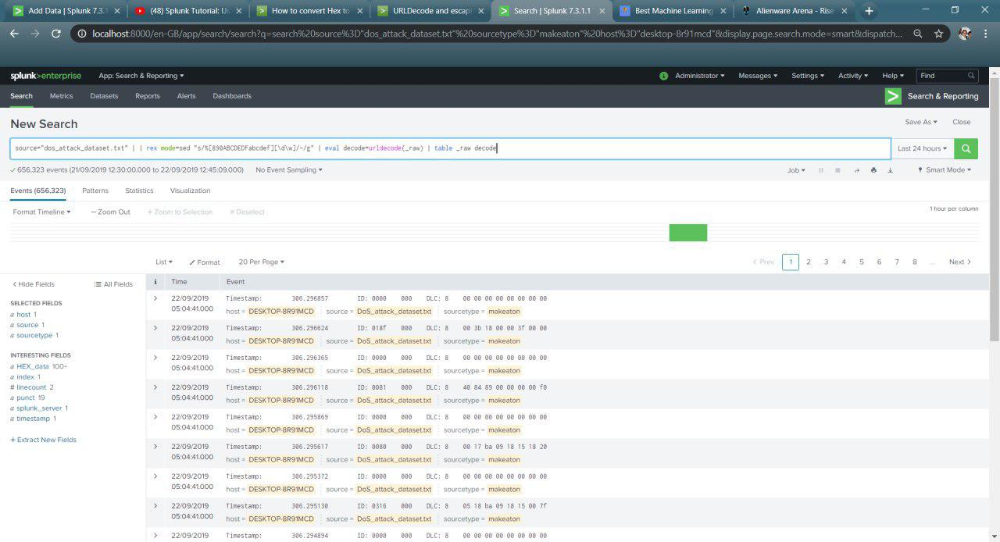 Add Data | Splunk 7.3.1
(48) Splunk Tutorial: Us
How to convert Hex to
URLDecode and escapi
Search | Splunk 7.3.1.1
Best Machine Learning
Alienware Arena - Rise
localhost:8000/en-GB/app/search/search?q=search%20source%3D"dos_attack_dataset.txt"%20sourcetype%3D"makeaton"%20host%3D"desktop-8r91mcd"&display.page.search.mode=smart&dispatch...
splunk>enterprise App: Search & Reporting
i Administrator Messages Settings Activity Help Find
Search Metrics Datasets Reports Alerts Dashboards
> Search & Reporting
New Search
Save As Close
source="dos_attack_dataset.txt" | | rex mode=sed "s/%[890ABCDEDFabcdef][\d\w]/~/g" | eval decode=urldecode(_raw) | table _raw decode
Last 24 hours
✓ 656,323 events (21/09/2019 12:30:00.000 to 22/09/2019 12:45:09.000) No Event Sampling
Job Smart Mode
Events (656,323) Patterns Statistics Visualization
Format Timeline — Zoom Out + Zoom to Selection × Deselect
1 hour per column
List Format 20 Per Page
< Prev 1 2 3 4 5 6 7 8 ... Next >
< Hide Fields All Fields
SELECTED FIELDS
a host 1
a source 1
a sourcetype 1
INTERESTING FIELDS
a HEX_data 100+
a index 1
# linecount 2
a punct 19
a splunk_server 1
a timestamp 1
+ Extract New Fields
i Time Event
> 22/09/2019 Timestamp: 306.296857 ID: 0000 000 DLC: 8 00 00 00 00 00 00 00 00
05:04:41.000 host = DESKTOP-8R91MCD source = DoS_attack_dataset.txt sourcetype = makeaton
> 22/09/2019 Timestamp: 306.296624 ID: 018f 000 DLC: 8 00 3b 18 00 00 3f 00 00
05:04:41.000 host = DESKTOP-8R91MCD source = DoS_attack_dataset.txt sourcetype = makeaton
> 22/09/2019 Timestamp: 306.296365 ID: 0000 000 DLC: 8 00 00 00 00 00 00 00 00
05:04:41.000 host = DESKTOP-8R91MCD source = DoS_attack_dataset.txt sourcetype = makeaton
> 22/09/2019 Timestamp: 306.296118 ID: 0081 000 DLC: 8 40 84 89 00 00 00 00 f0
05:04:41.000 host = DESKTOP-8R91MCD source = DoS_attack_dataset.txt sourcetype = makeaton
> 22/09/2019 Timestamp: 306.295869 ID: 0000 000 DLC: 8 00 00 00 00 00 00 00 00
05:04:41.000 host = DESKTOP-8R91MCD source = DoS_attack_dataset.txt sourcetype = makeaton
> 22/09/2019 Timestamp: 306.295617 ID: 0080 000 DLC: 8 00 17 ba 09 18 15 18 20
05:04:41.000 host = DESKTOP-8R91MCD source = DoS_attack_dataset.txt sourcetype = makeaton
> 22/09/2019 Timestamp: 306.295372 ID: 0000 000 DLC: 8 00 00 00 00 00 00 00 00
05:04:41.000 host = DESKTOP-8R91MCD source = DoS_attack_dataset.txt sourcetype = makeaton
> 22/09/2019 Timestamp: 306.295130 ID: 0316 000 DLC: 8 05 18 ba 09 18 15 00 7f
05:04:41.000 host = DESKTOP-8R91MCD source = DoS_attack_dataset.txt sourcetype = makeaton
> 22/09/2019 Timestamp: 306.294894 ID: 0000 000 DLC: 8 00 00 00 00 00 00 00 00